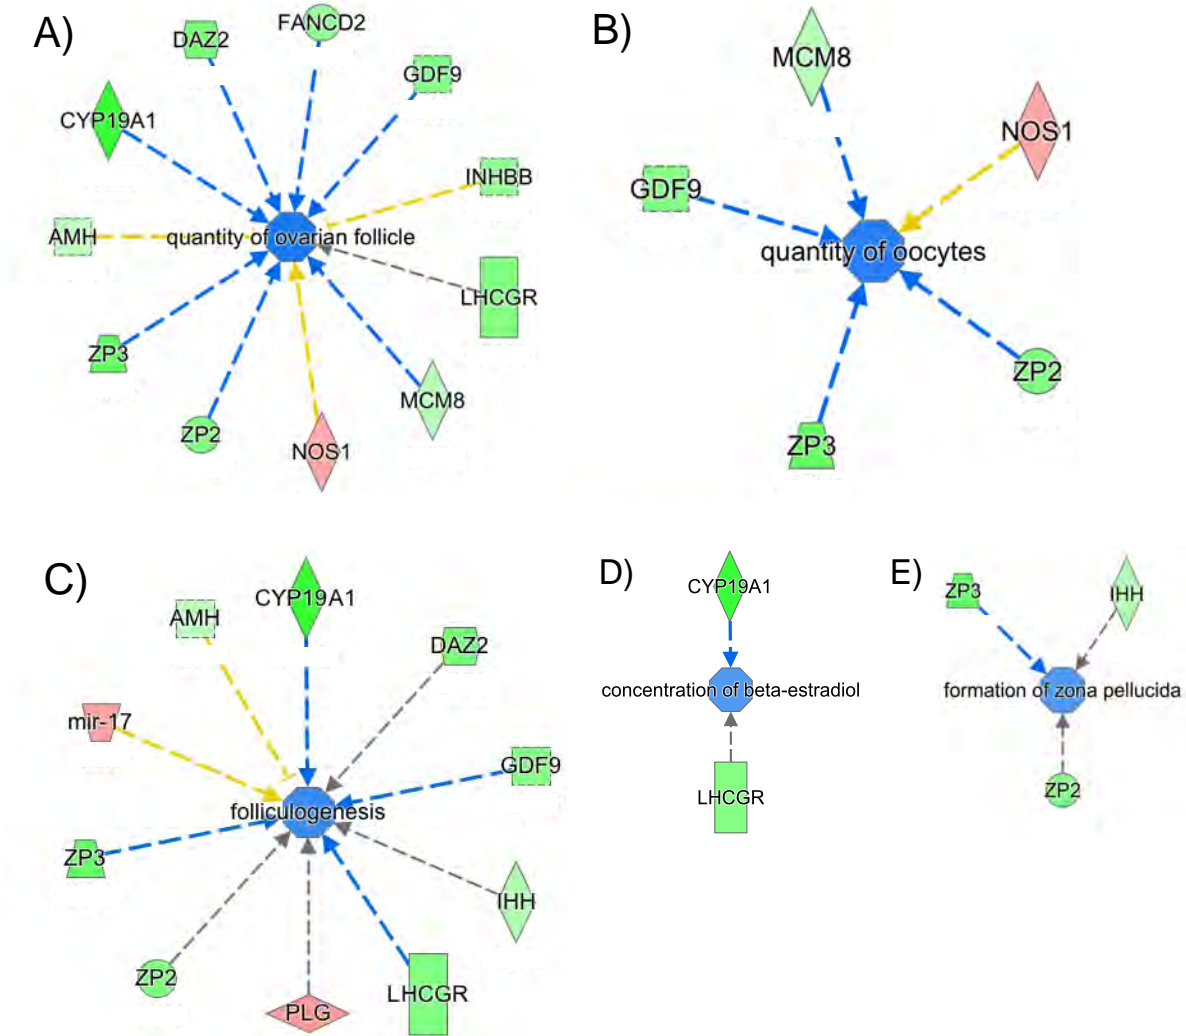 A)
FANCD2
DAZ2
GDF9
CYP19A1
INHBB
AMH
quantity of ovarian follicle
LHCGR
ZP3
MCM8
ZP2
NOS1
B)
MCM8
NOS1
GDF9
quantity of oocytes
ZP2
ZP3
C)
CYP19A1
AMH
DAZ2
mir-17
GDF9
folliculogenesis
ZP3
IHH
ZP2
LHCGR
PLG
D)
CYP19A1
concentration of beta-estradiol
LHCGR
E)
ZP3
IHH
formation of zona pellucida
ZP2